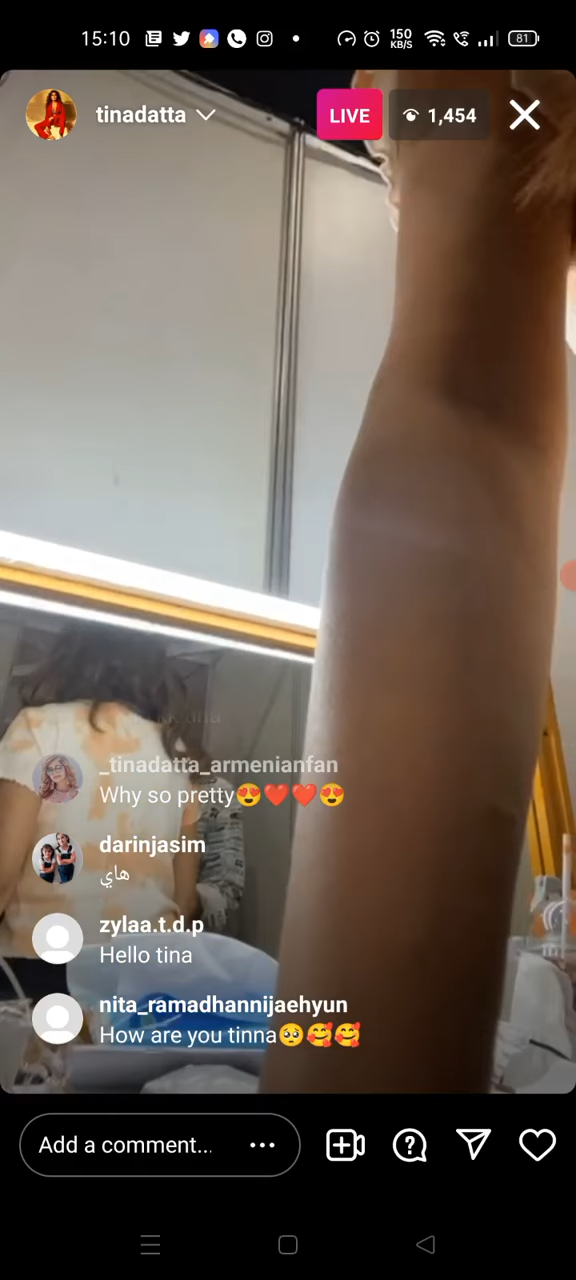 15:10
150
KB/S
81
tinadatta
LIVE
1,454
_tinadatta_armenianfan
Why so pretty😍❤️❤️😍
darinjasim
هاي
zylaa.t.d.p
Hello tina
nita_ramadhannijaehyun
How are you tinna🥺🥰🥰
Add a comment...